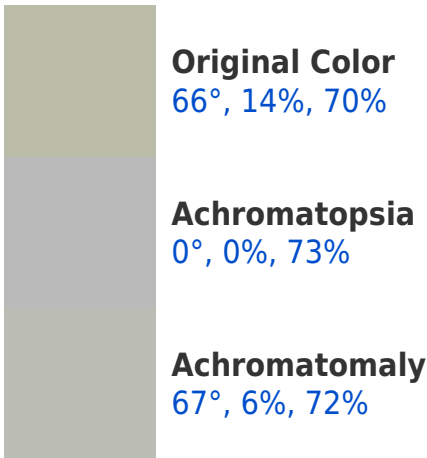 Original Color
66°, 14%, 70%
Achromatopsia
0°, 0%, 73%
Achromatomaly
67°, 6%, 72%